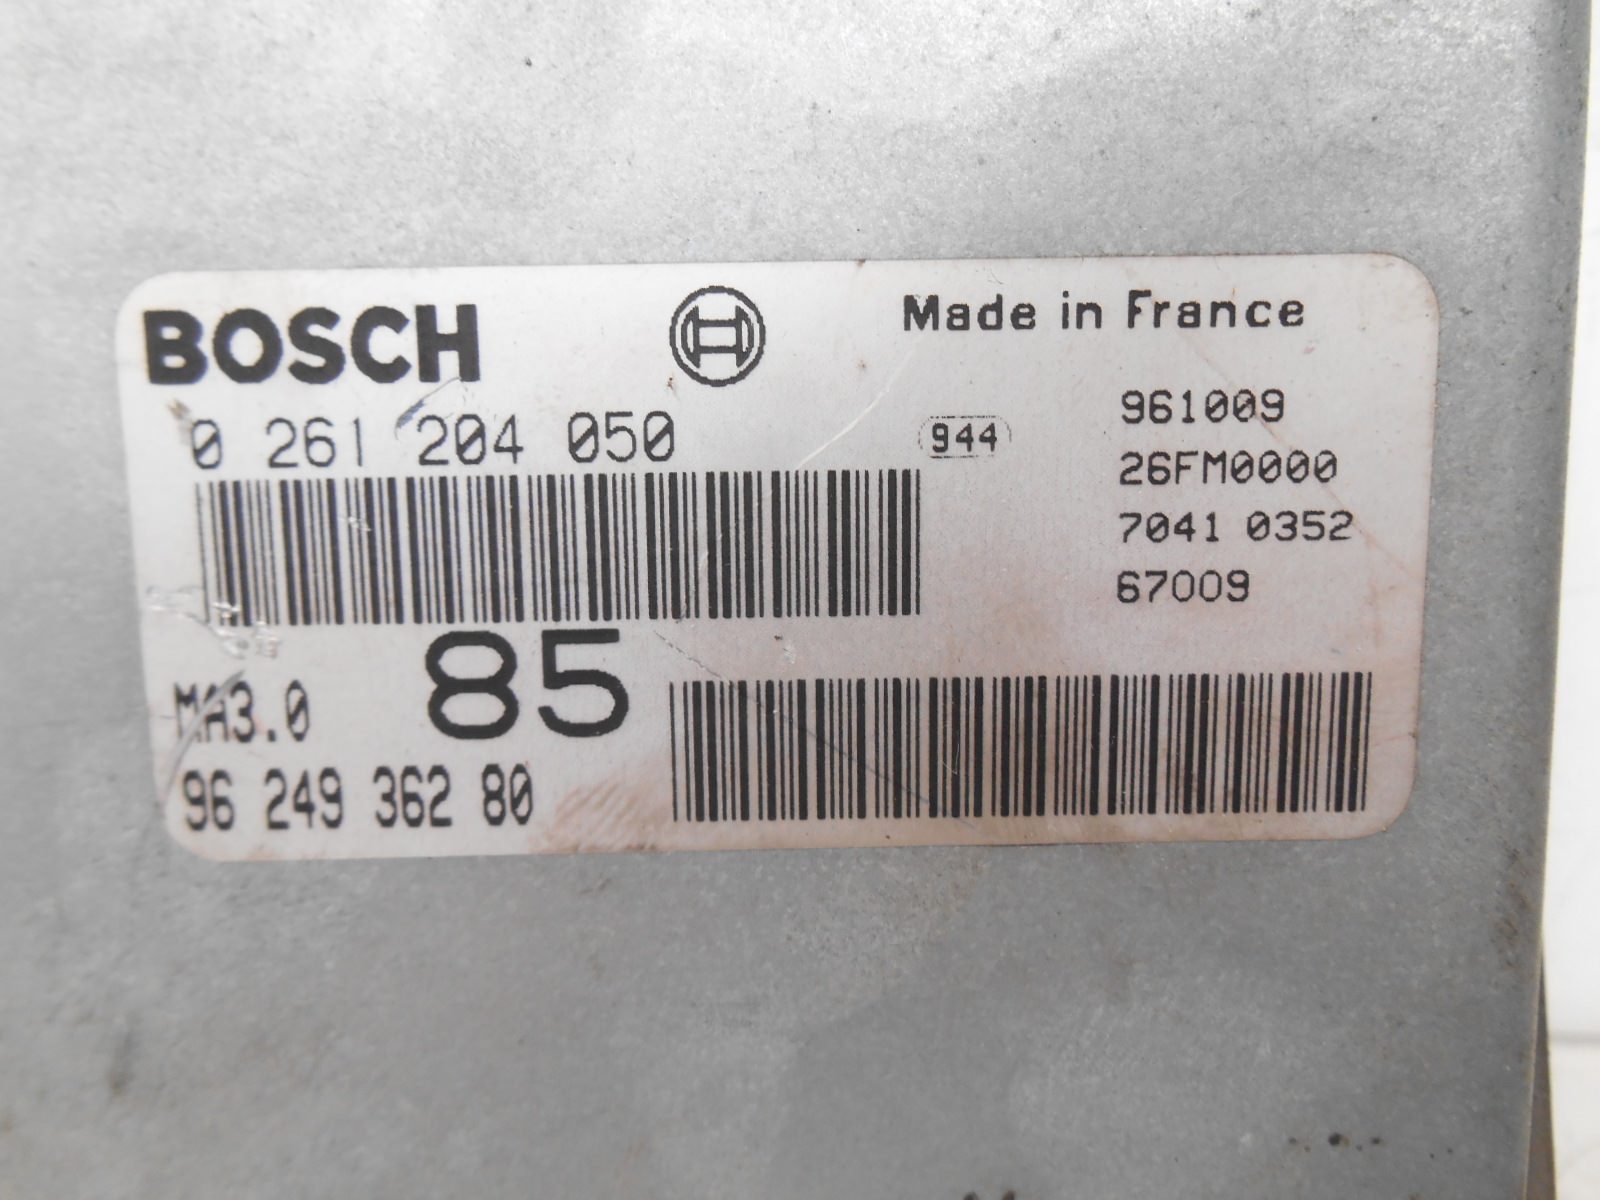 BOSCH
Made in France
0 261 204 050
944
961009
26FM0000
7041 0352
67009
MA3.0
85
96 249 362 80